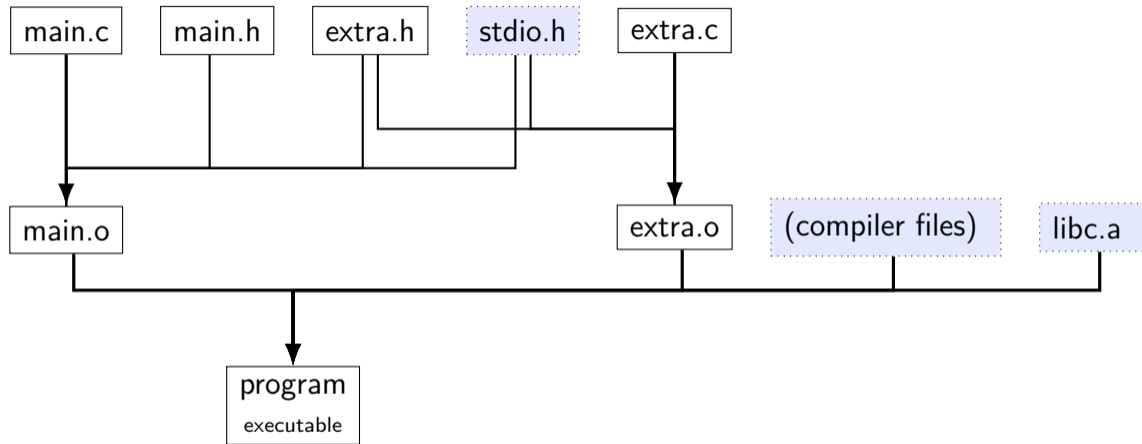 main.c
main.h
extra.h
stdio.h
extra.c
main.o
extra.o
(compiler files)
libc.a
program
executable